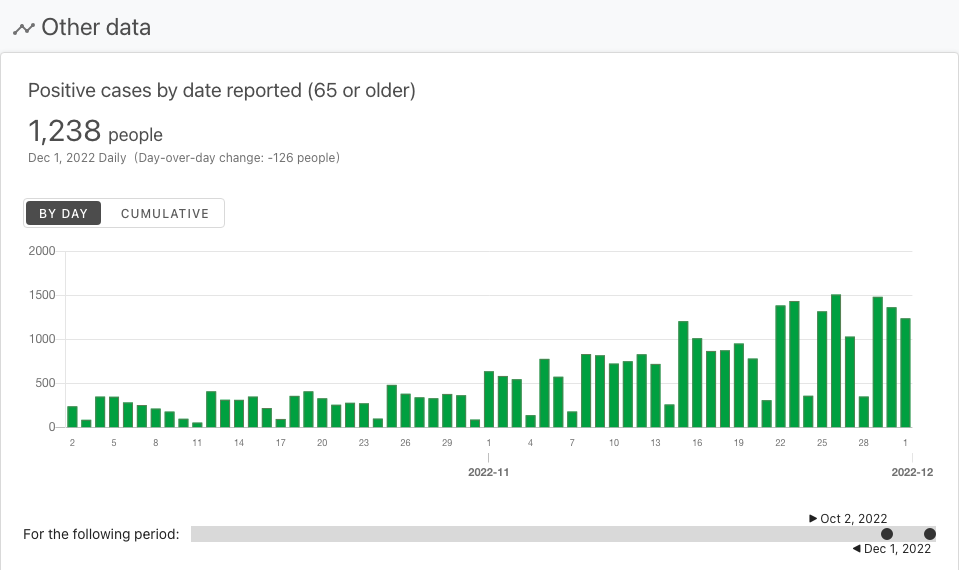 Other data
Positive cases by date reported (65 or older)
1,238 people
Dec 1, 2022 Daily (Day-over-day change: -126 people)
BY DAY CUMULATIVE
2000
1500
1000
500
0
2 5 8 11 14 17 20 23 26 29 1 4 7 10 13 16 19 22 25 28 1
2022-11 2022-12
▶ Oct 2, 2022
For the following period:
◀ Dec 1, 2022